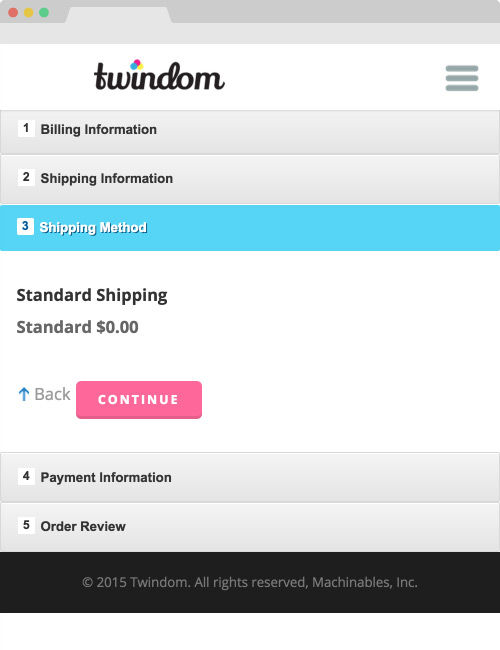 twindom
1 Billing Information
2 Shipping Information
3 Shipping Method
Standard Shipping
Standard $0.00
Back CONTINUE
4 Payment Information
5 Order Review
© 2015 Twindom. All rights reserved, Machinables, Inc.